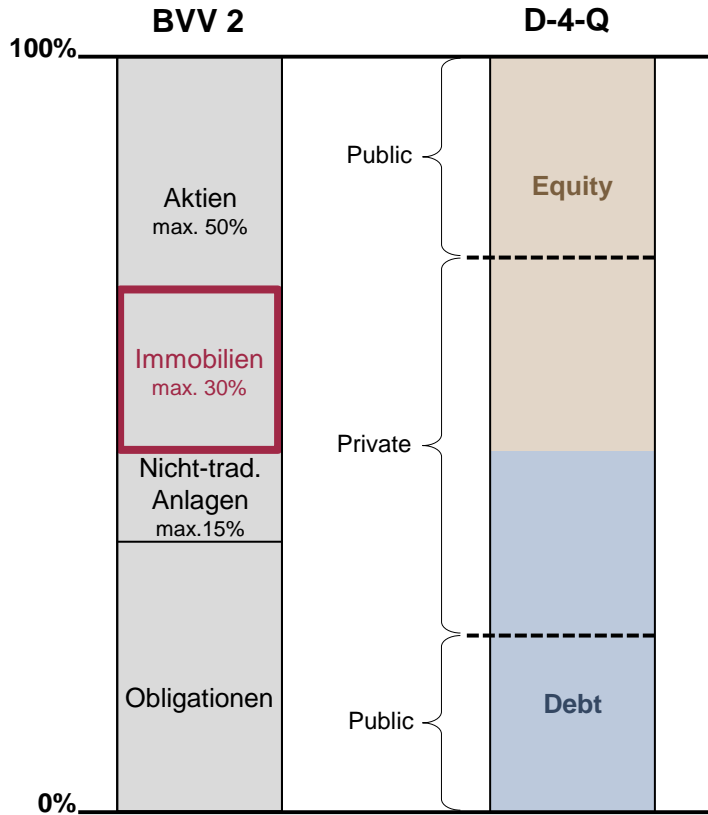 BVV 2
D-4-Q
100%
Public
Equity
Aktien
max. 50%
Immobilien
max. 30%
Private
Nicht-trad.
Anlagen
max.15%
Obligationen
Public
Debt
0%